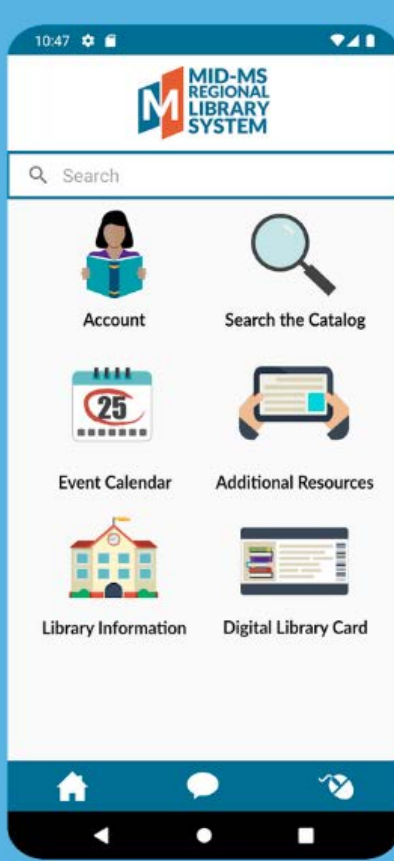 10:47
M
MID-MS
REGIONAL
LIBRARY
SYSTEM
Search
Account
Search the Catalog
25
Event Calendar
Additional Resources
Library Information
Digital Library Card